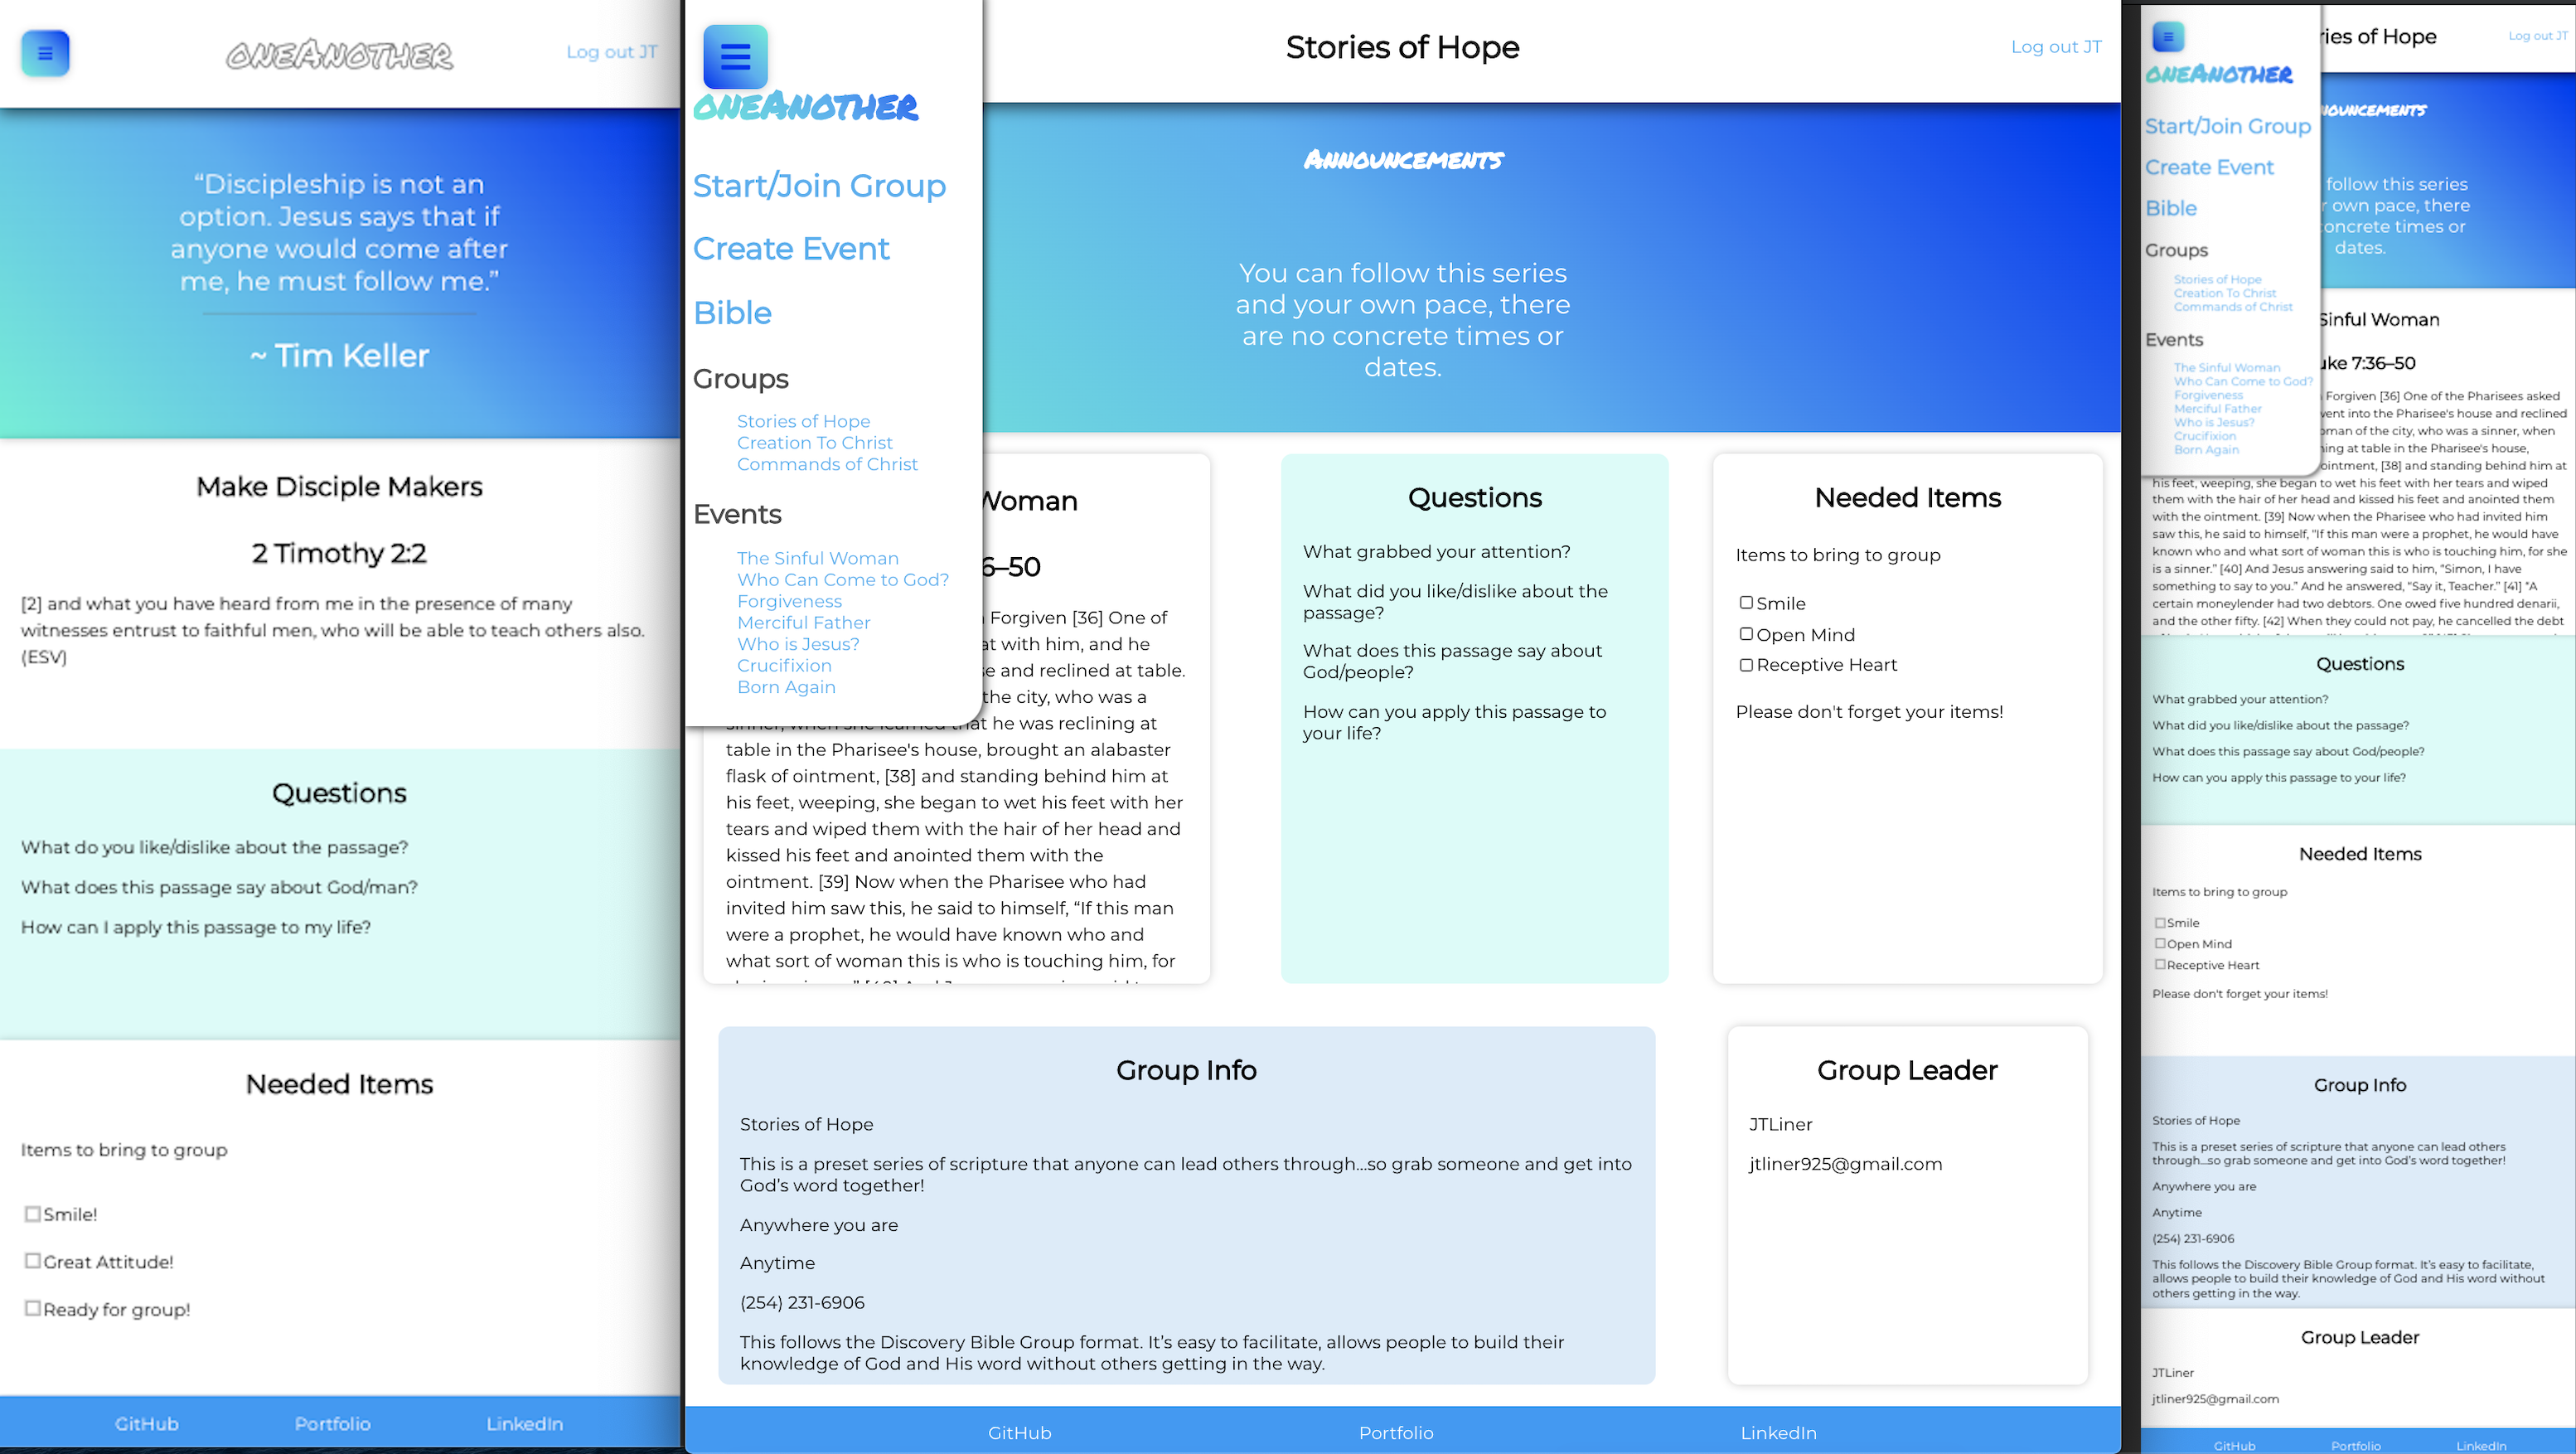 oneAnother
Log out JT
“Discipleship is not an
option. Jesus says that if
anyone would come after
me, he must follow me.”
~ Tim Keller
Make Disciple Makers
2 Timothy 2:2
[2] and what you have heard from me in the presence of many
witnesses entrust to faithful men, who will be able to teach others also.
(ESV)
Questions
What do you like/dislike about the passage?
What does this passage say about God/man?
How can I apply this passage to my life?
Needed Items
Items to bring to group
Smile!
Great Attitude!
Ready for group!
GitHub Portfolio LinkedIn
oneAnother
Start/Join Group
Create Event
Bible
Groups
Stories of Hope
Creation To Christ
Commands of Christ
Events
The Sinful Woman
Who Can Come to God?
Forgiveness
Merciful Father
Who is Jesus?
Crucifixion
Born Again
Stories of Hope
Log out JT
Announcements
You can follow this series
and your own pace, there
are no concrete times or
dates.
Woman
6–50
Forgiven [36] One of
at with him, and he
se and reclined at table.
the city, who was a
sinner, when she learned that he was reclining at
table in the Pharisee's house, brought an alabaster
flask of ointment, [38] and standing behind him at
his feet, weeping, she began to wet his feet with her
tears and wiped them with the hair of her head and
kissed his feet and anointed them with the
ointment. [39] Now when the Pharisee who had
invited him saw this, he said to himself, “If this man
were a prophet, he would have known who and
what sort of woman this is who is touching him, for
Questions
What grabbed your attention?
What did you like/dislike about the
passage?
What does this passage say about
God/people?
How can you apply this passage to
your life?
Needed Items
Items to bring to group
Smile
Open Mind
Receptive Heart
Please don't forget your items!
Group Info
Stories of Hope
This is a preset series of scripture that anyone can lead others through...so grab someone and get into
God’s word together!
Anywhere you are
Anytime
(254) 231-6906
This follows the Discovery Bible Group format. It’s easy to facilitate, allows people to build their
knowledge of God and His word without others getting in the way.
Group Leader
JTLiner
jtliner925@gmail.com
GitHub Portfolio LinkedIn
oneAnother
Start/Join Group
Create Event
Bible
Groups
Stories of Hope
Creation To Christ
Commands of Christ
Events
The Sinful Woman
Who Can Come to God?
Forgiveness
Merciful Father
Who is Jesus?
Crucifixion
Born Again
ries of Hope
Log out JT
nouncements
follow this series
r own pace, there
oncrete times or
dates.
Sinful Woman
uke 7:36–50
Forgiven [36] One of the Pharisees asked
vent into the Pharisee's house and reclined
oman of the city, who was a sinner, when
ning at table in the Pharisee's house,
ointment, [38] and standing behind him at
his feet, weeping, she began to wet his feet with her tears and wiped
them with the hair of her head and kissed his feet and anointed them
with the ointment. [39] Now when the Pharisee who had invited him
saw this, he said to himself, “If this man were a prophet, he would have
known who and what sort of woman this is who is touching him, for she
is a sinner.” [40] And Jesus answering said to him, “Simon, I have
something to say to you.” And he answered, “Say it, Teacher.” [41] “A
certain moneylender had two debtors. One owed five hundred denarii,
and the other fifty. [42] When they could not pay, he cancelled the debt
Questions
What grabbed your attention?
What did you like/dislike about the passage?
What does this passage say about God/people?
How can you apply this passage to your life?
Needed Items
Items to bring to group
Smile
Open Mind
Receptive Heart
Please don't forget your items!
Group Info
Stories of Hope
This is a preset series of scripture that anyone can lead others
through...so grab someone and get into God’s word together!
Anywhere you are
Anytime
(254) 231-6906
This follows the Discovery Bible Group format. It’s easy to facilitate,
allows people to build their knowledge of God and His word without
others getting in the way.
Group Leader
JTLiner
jtliner925@gmail.com
GitHub Portfolio LinkedIn